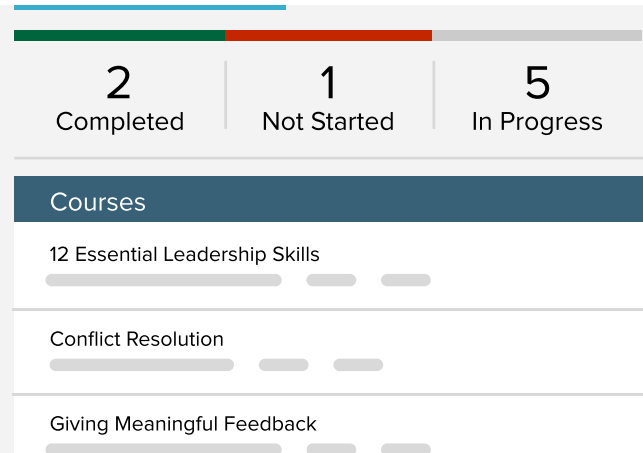 2 1 5
Completed Not Started In Progress
Courses
12 Essential Leadership Skills
Conflict Resolution
Giving Meaningful Feedback